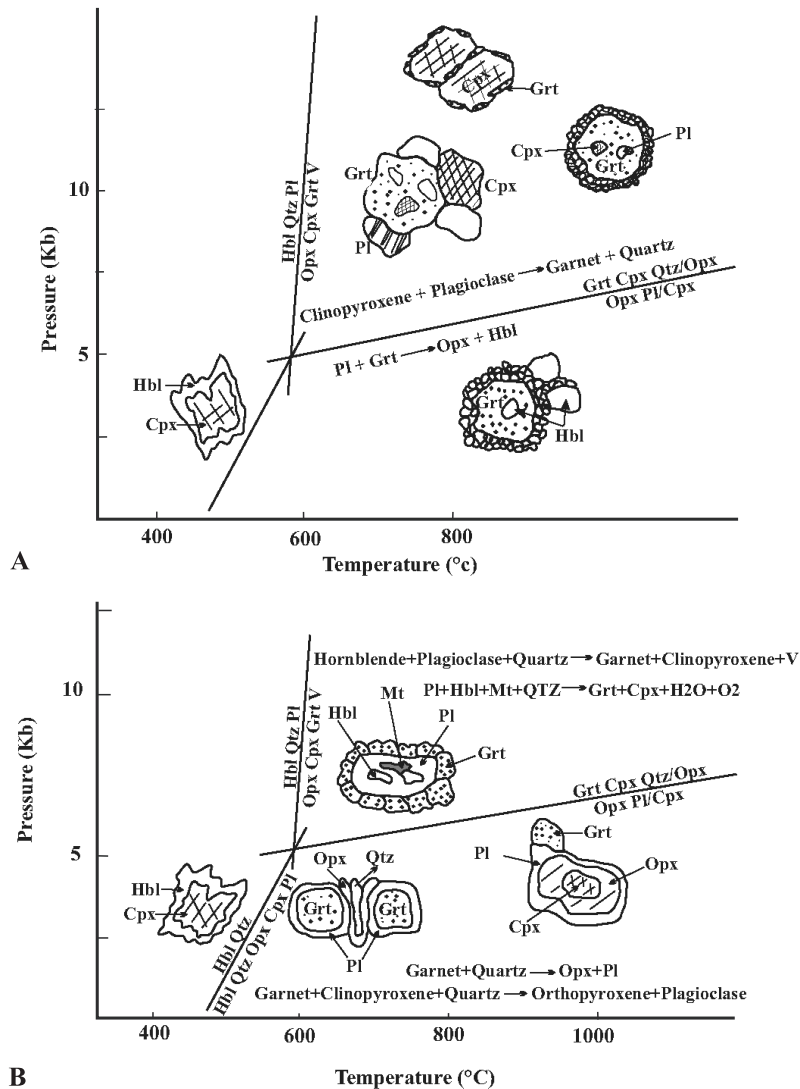 Cpx
Grt
Pl
Cpx
Grt
Grt
Cpx
Pl
Hbl Qtz Pl
Opx Cpx Grt V
10
Pressure (Kb)
Clinopyroxene + Plagioclase → Garnet + Quartz
Grt Cpx Qtz/Opx
Opx Pl/Cpx
Pl + Grt → Opx + Hbl
5
Hbl
Cpx
Grt
Hbl
400
600
800
Temperature (°c)
A
Hornblende+Plagioclase+Quartz → Garnet+Clinopyroxene+V
Pl+Hbl+Mt+QTZ → Grt+Cpx+H2O+O2
10
Mt
Hbl
Pl
Grt
Hbl Qtz Pl
Opx Cpx Grt V
Pressure (Kb)
Grt Cpx Qtz/Opx
Opx Pl/Cpx
5
Grt
Pl
Opx
Cpx
Opx
Qtz
Grt
Grt
Pl
Hbl
Cpx
Hbl Qtz
Hbl Qtz Opx Cpx Pl
Garnet+Quartz → Opx+Pl
Garnet+Clinopyroxene+Quartz → Orthopyroxene+Plagioclase
400
600
800
1000
Temperature (°C)
B